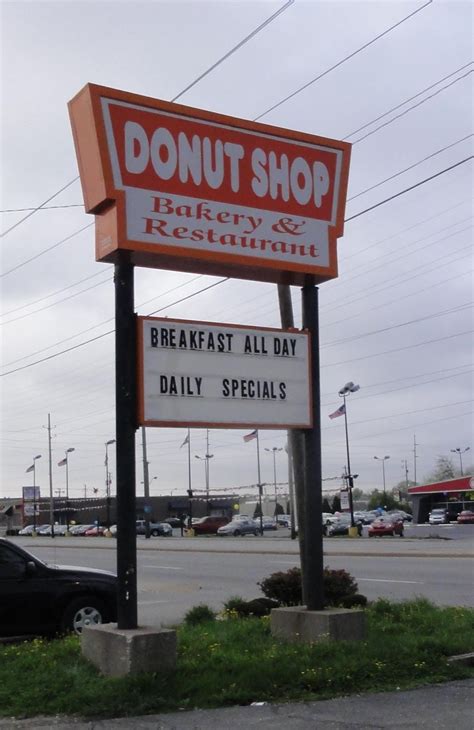 DONUT SHOP
Bakery &
Restaurant
BREAKFAST ALL DAY
DAILY SPECIALS